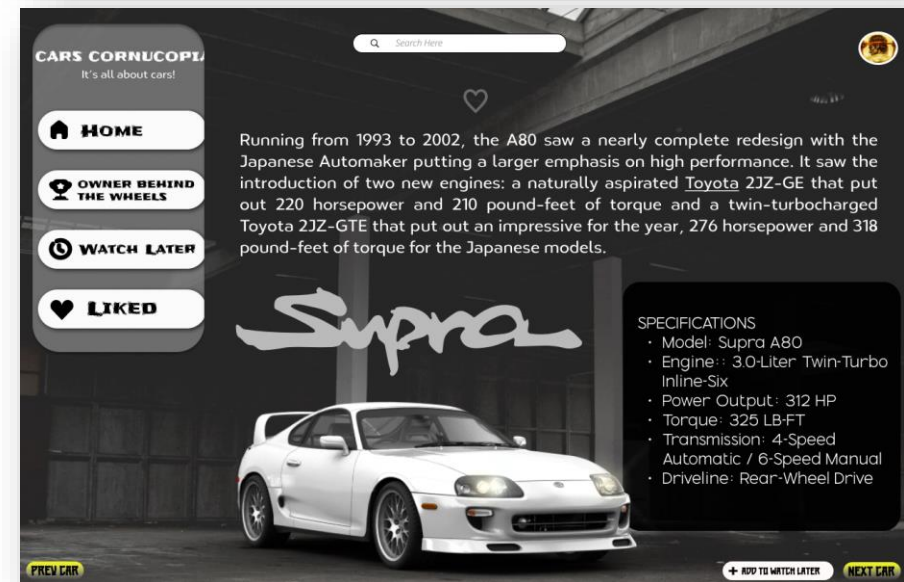 CARS CORNUCOPIA
It's all about cars!
HOME
OWNER BEHIND
THE WHEELS
WATCH LATER
LIKED
Search Here
Running from 1993 to 2002, the A80 saw a nearly complete redesign with the
Japanese Automaker putting a larger emphasis on high performance. It saw the
introduction of two new engines: a naturally aspirated Toyota 2JZ-GE that put
out 220 horsepower and 210 pound-feet of torque and a twin-turbocharged
Toyota 2JZ-GTE that put out an impressive for the year, 276 horsepower and 318
pound-feet of torque for the Japanese models.
Supra
SPECIFICATIONS
• Model: Supra A80
• Engine:: 3.0-Liter Twin-Turbo
Inline-Six
• Power Output: 312 HP
• Torque: 325 LB-FT
• Transmission: 4-Speed
Automatic / 6-Speed Manual
• Driveline: Rear-Wheel Drive
PREV CAR
+ ADD TO WATCH LATER
NEXT CAR